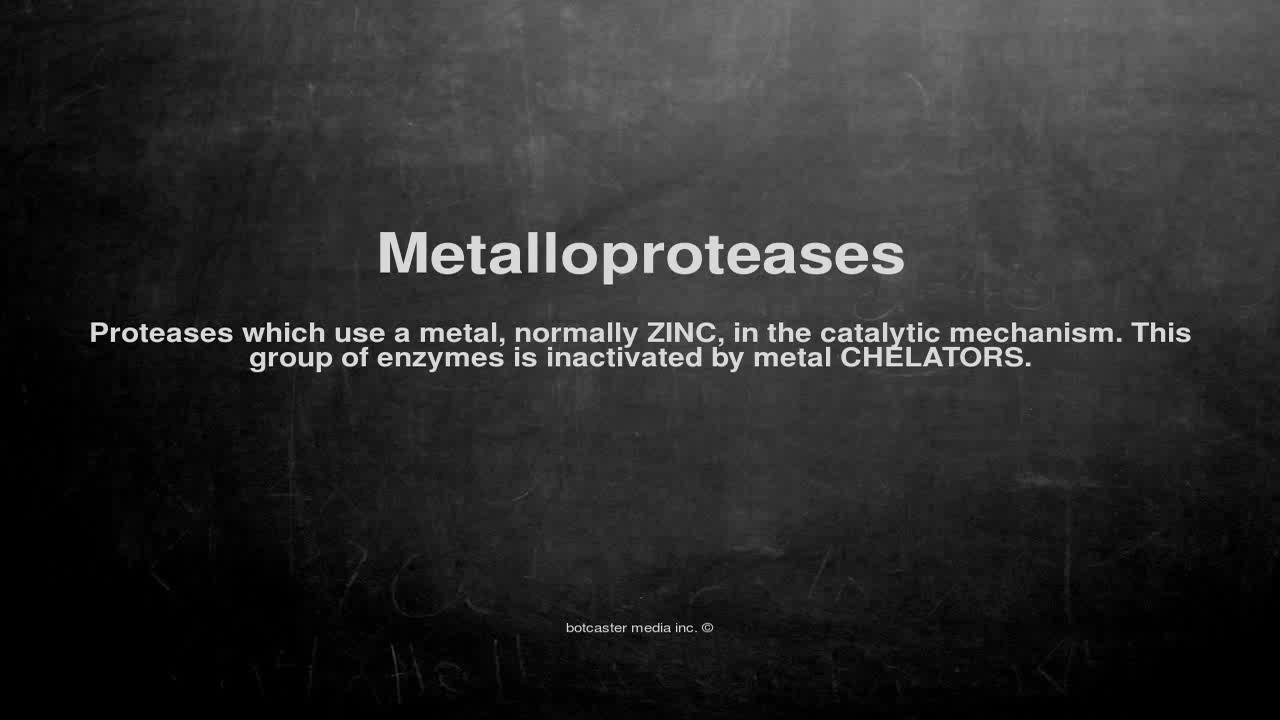 Metalloproteases
Proteases which use a metal, normally ZINC, in the catalytic mechanism. This
group of enzymes is inactivated by metal CHELATORS.
botcaster media inc. ©